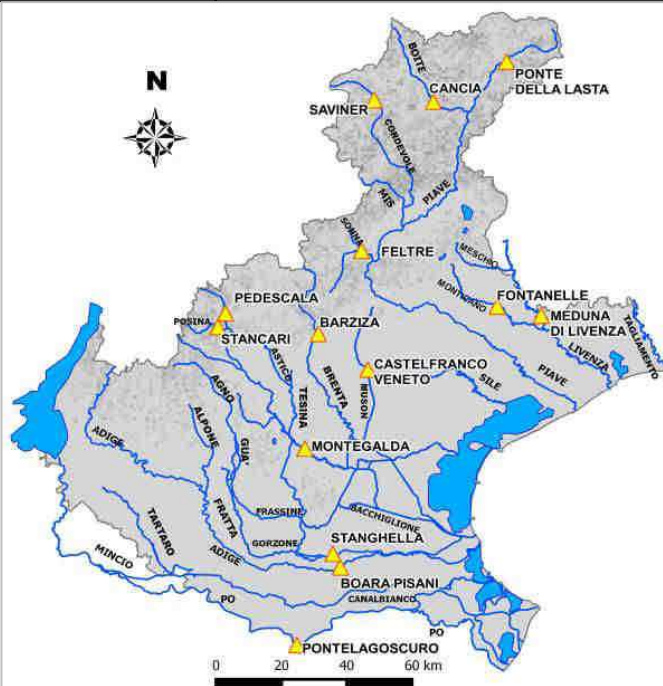 N
BOITE
PONTE
DELLA LASTA
CANCIA
SAVINER
CORDEVOLE
MIS
PIAVE
SONNA
FELTRE
MESCHIO
MONTICANO
FONTANELLE
MEDUNA
DI LIVENZA
TAGLIAMENTO
PEDESCALA
POSINA
STANCARI
BARZIZA
LIVENZA
ASTICO
CASTELFRANCO
VENETO
PIAVE
SILE
AGNO
TESINA
BRENTA
MUSON
ALPONE
GUA'
ADIGE
MONTEGALDA
FRATTA
FRASSINE
BACCHIGLIONE
TARTARO
GORZONE
STANGHELLA
MINCIO
ADIGE
BOARA PISANI
PO
CANALBIANCO
PO
PONTELAGOSCURO
0 20 40 60 km